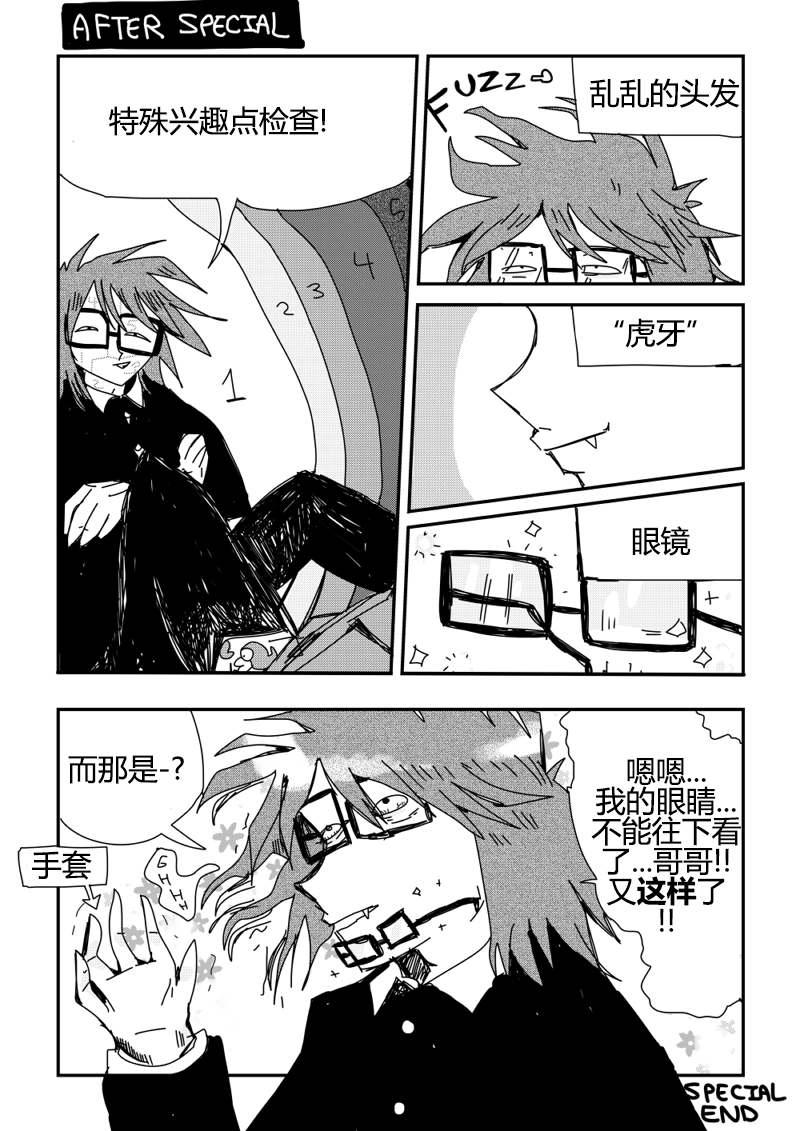 AFTER SPECIAL
特殊兴趣点检查!
1
2
3
4
5
FUZZ
乱乱的头发
“虎牙”
眼镜
而那是-?
手套
GHHH
嗯嗯...
我的眼睛...
不能往下看
了...哥哥!!
又这样了
!!
SPECIAL
END